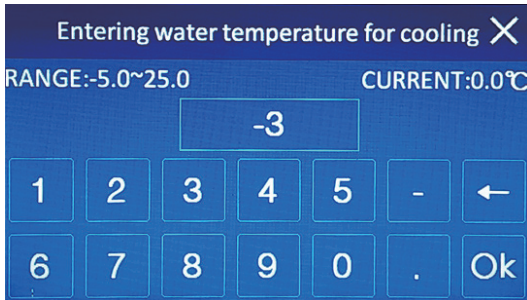 Entering water temperature for cooling X
RANGE:-5.0~25.0 CURRENT:0.0℃
-3
1 2 3 4 5 - ←
6 7 8 9 0 . Ok